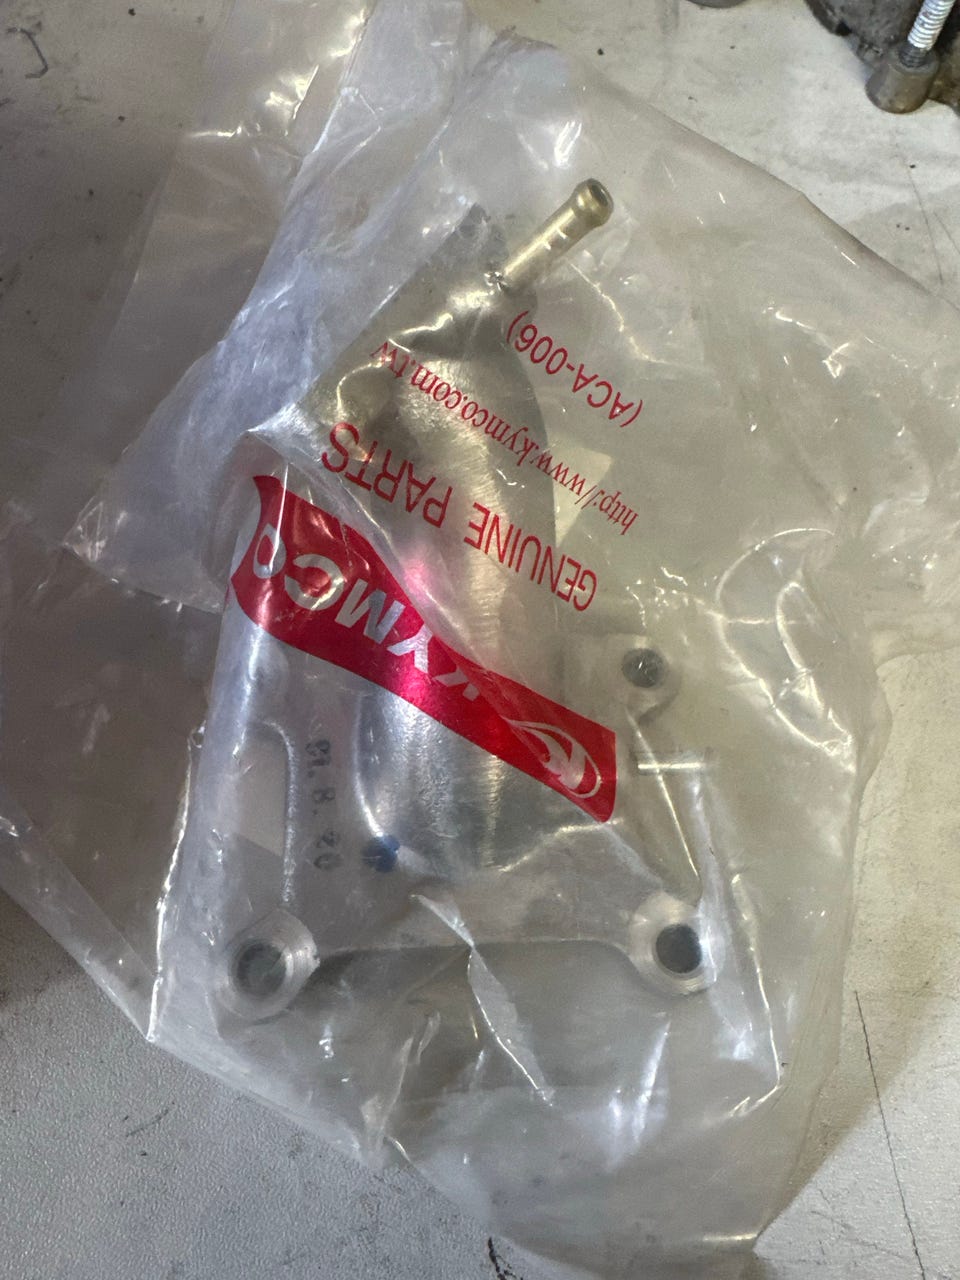 KYMCO
GENUINE PARTS
http://www.kymco.com.tw
(ACA-006)